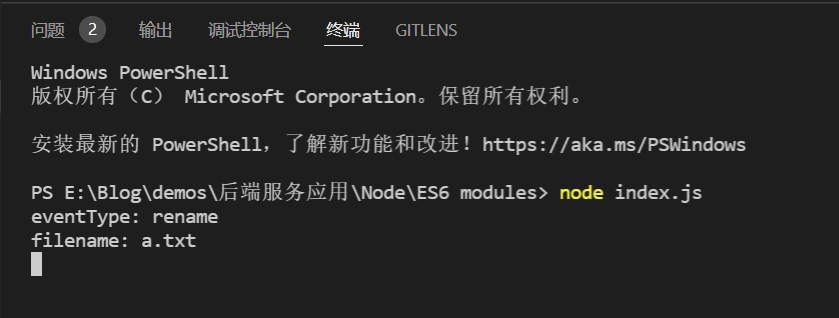 问题 2 输出 调试控制台 终端 GITLENS
Windows PowerShell
版权所有（C） Microsoft Corporation。保留所有权利。
安装最新的 PowerShell，了解新功能和改进！https://aka.ms/PSWindows
PS E:\Blog\demos\后端服务应用\Node\ES6 modules> node index.js
eventType: rename
filename: a.txt